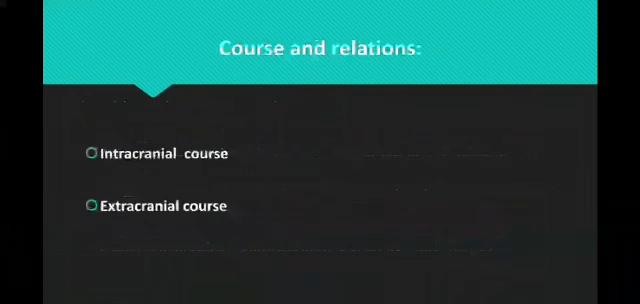 Course and relations:
Intracranial course
Extracranial course